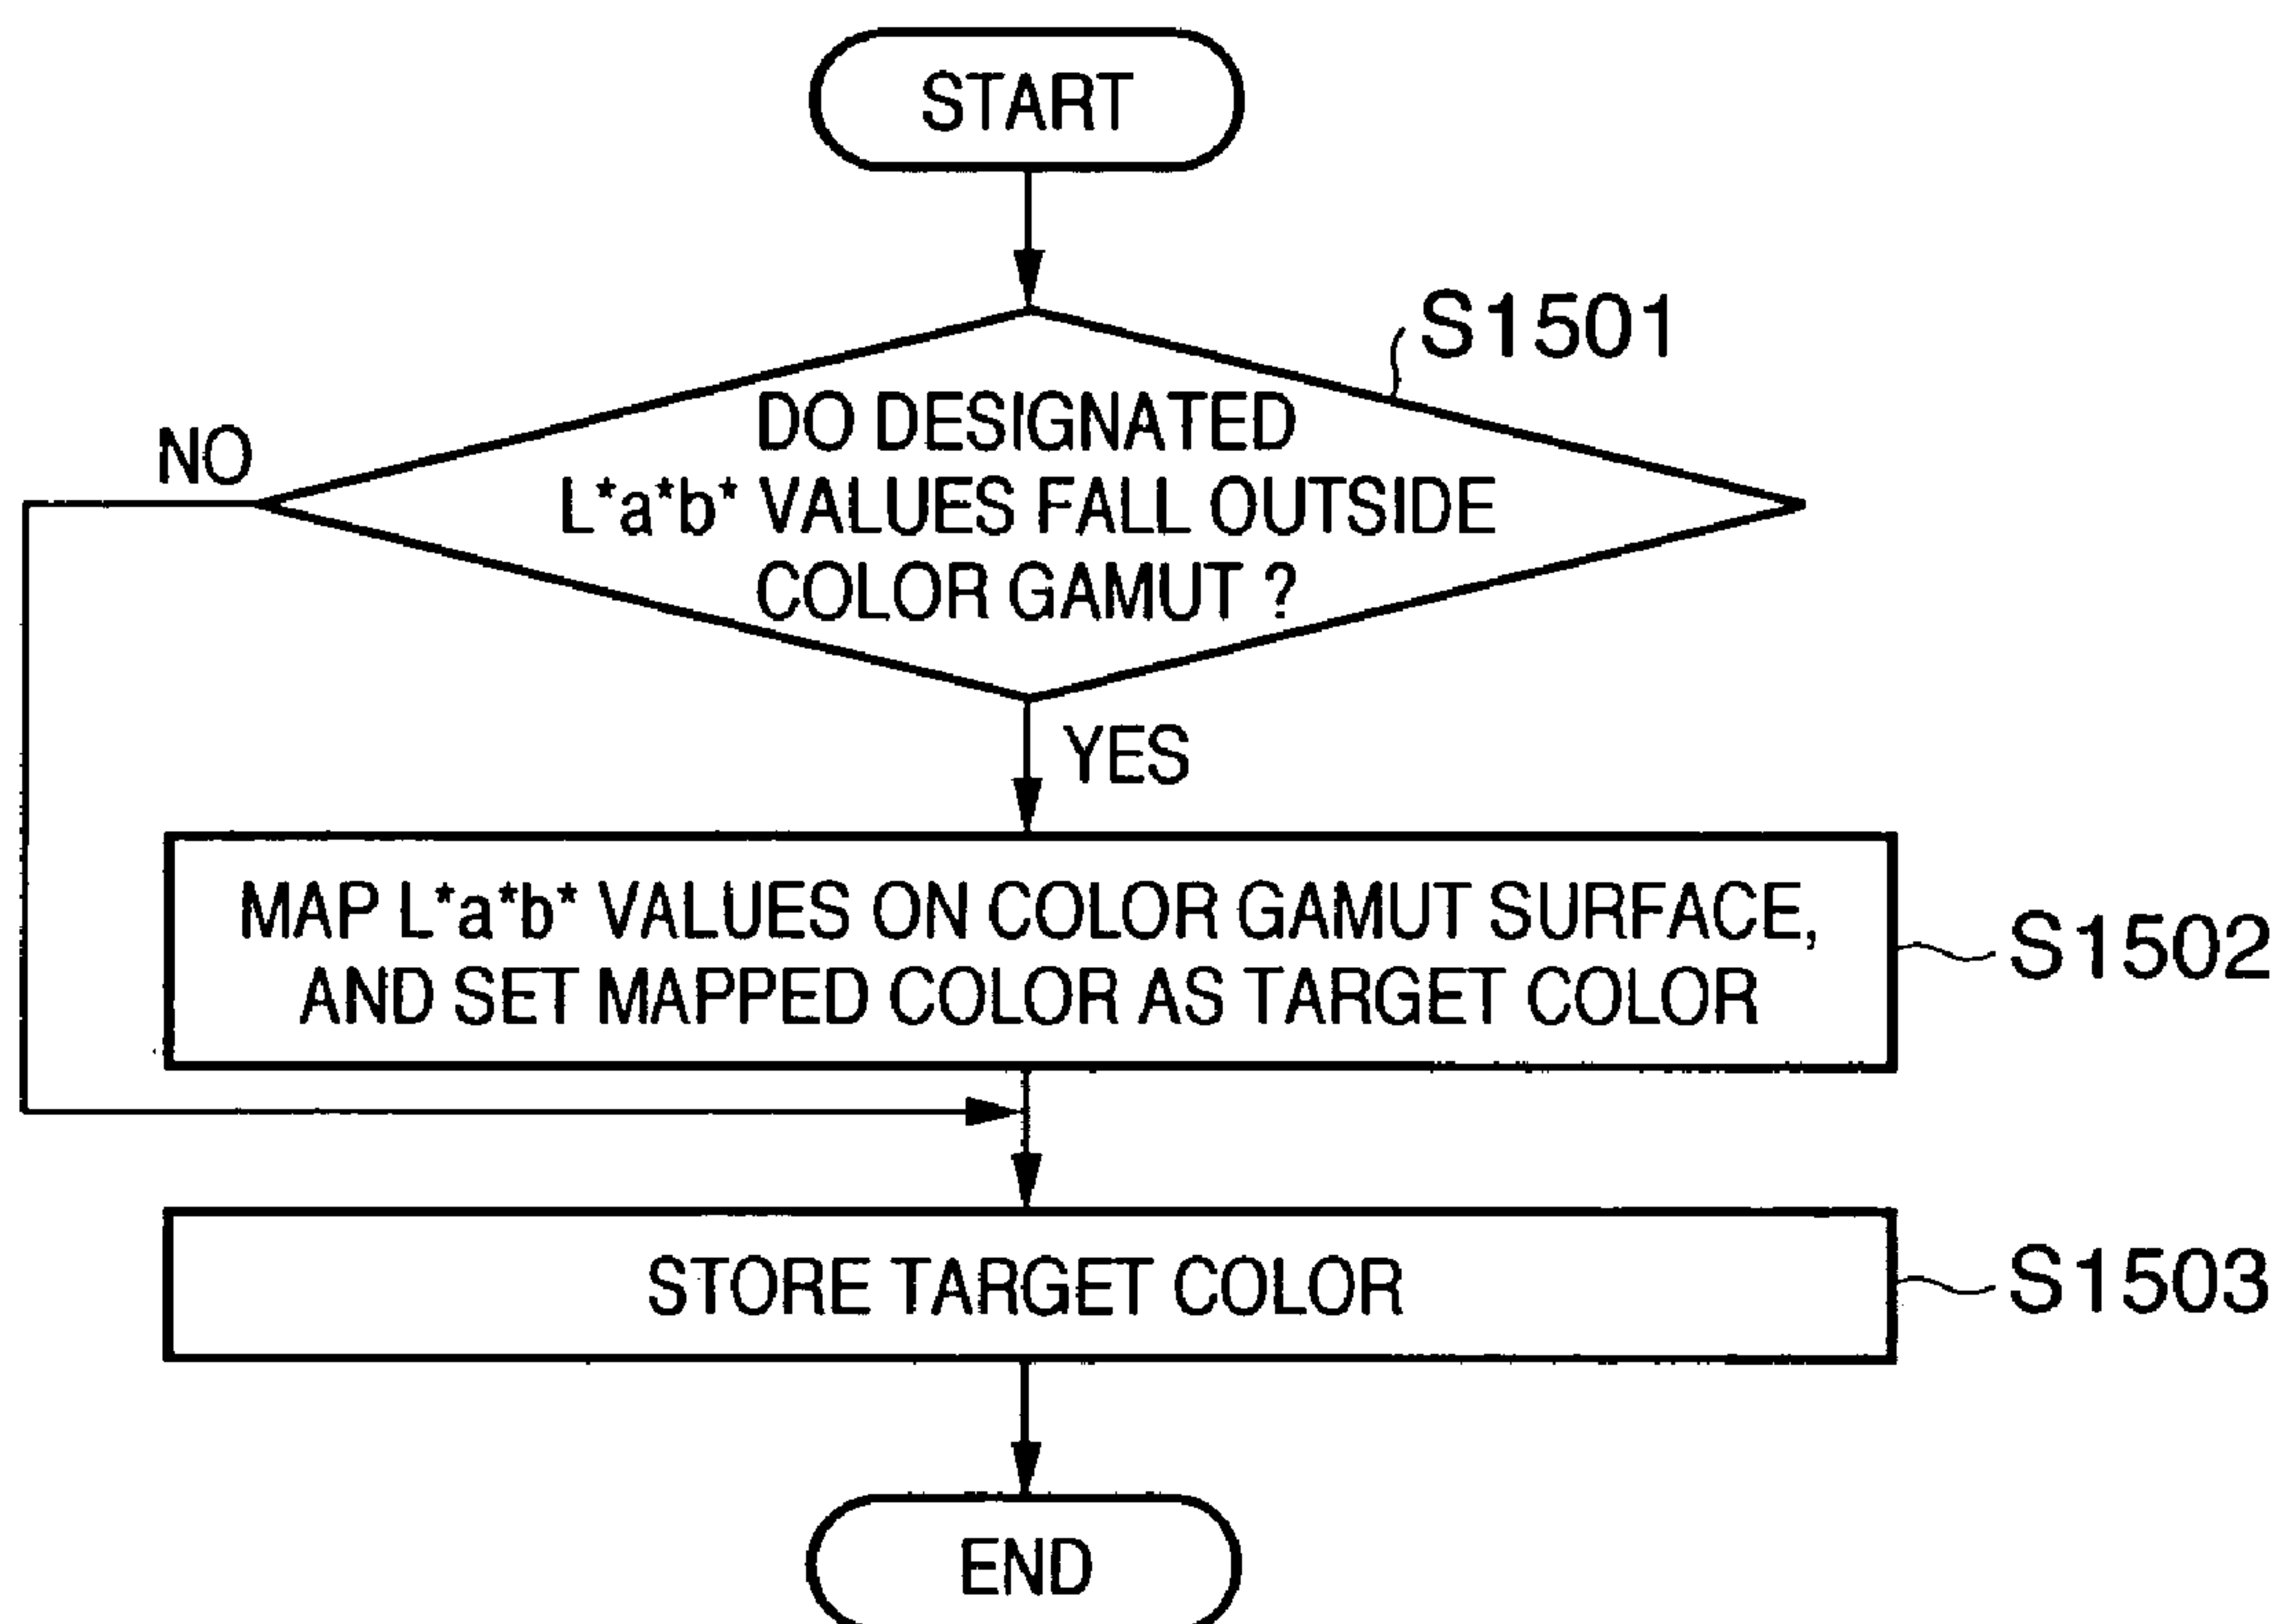 START
S1501
DO DESIGNATED
L*a*b* VALUES FALL OUTSIDE
COLOR GAMUT ?
NO
YES
MAP L*a*b* VALUES ON COLOR GAMUT SURFACE,
AND SET MAPPED COLOR AS TARGET COLOR
S1502
STORE TARGET COLOR
S1503
END